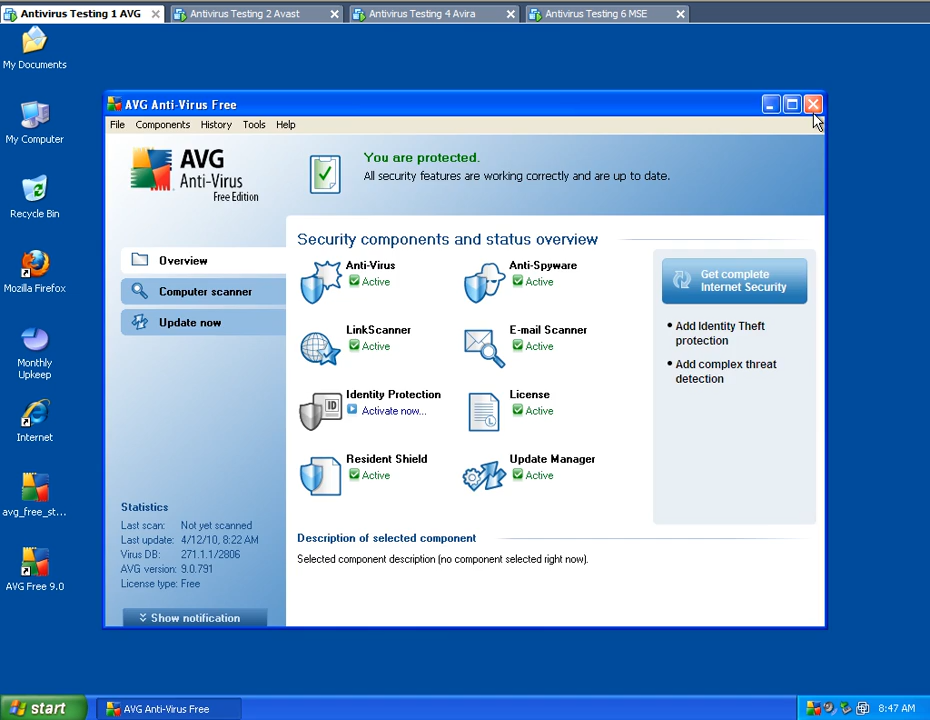 Antivirus Testing 1 AVG
Antivirus Testing 2 Avast
Antivirus Testing 4 Avira
Antivirus Testing 6 MSE
My Documents
My Computer
Recycle Bin
Mozilla Firefox
Monthly
Upkeep
Internet
avg_free_st...
AVG Free 9.0
AVG Anti-Virus Free
File Components History Tools Help
AVG
Anti-Virus
Free Edition
You are protected.
All security features are working correctly and are up to date.
Overview
Computer scanner
Update now
Security components and status overview
Anti-Virus
Active
Anti-Spyware
Active
LinkScanner
Active
E-mail Scanner
Active
Identity Protection
Activate now...
License
Active
Resident Shield
Active
Update Manager
Active
Get complete
Internet Security
• Add Identity Theft
protection
• Add complex threat
detection
Statistics
Last scan: Not yet scanned
Last update: 4/12/10, 8:22 AM
Virus DB: 271.1.1/2806
AVG version: 9.0.791
License type: Free
Show notification
Description of selected component
Selected component description (no component selected right now).
start
AVG Anti-Virus Free
8:47 AM